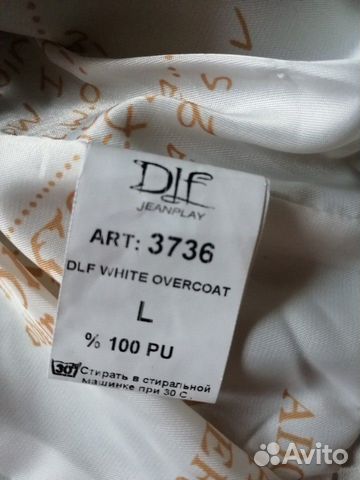 DLF
JEANPLAY
ART: 3736
DLF WHITE OVERCOAT
L
% 100 PU
30° Стирать в стиральной
машинке при 30 С.
Avito